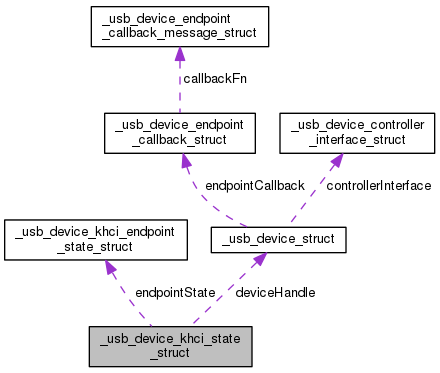 _usb_device_endpoint
_callback_message_struct
callbackFn
_usb_device_endpoint
_callback_struct
_usb_device_controller
_interface_struct
endpointCallback
controllerInterface
_usb_device_khci_endpoint
_state_struct
_usb_device_struct
endpointState
deviceHandle
_usb_device_khci_state
_struct